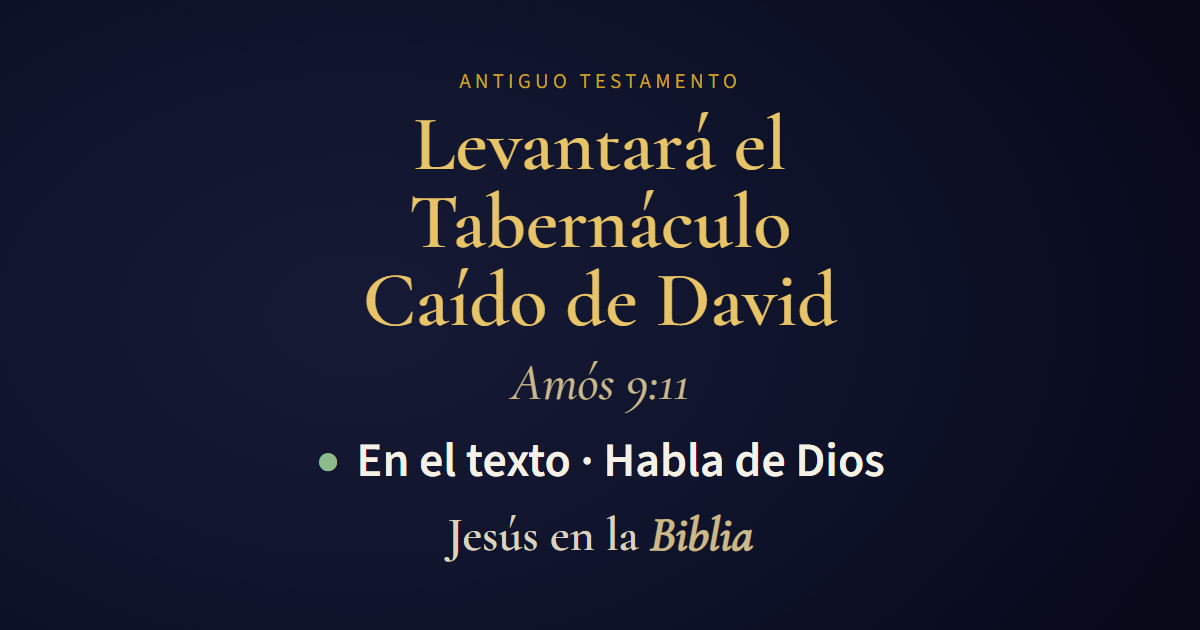 ANTIGUO TESTAMENTO
Levantará el
Tabernáculo
Caído de David
Amós 9:11
En el texto · Habla de Dios
Jesús en la Biblia